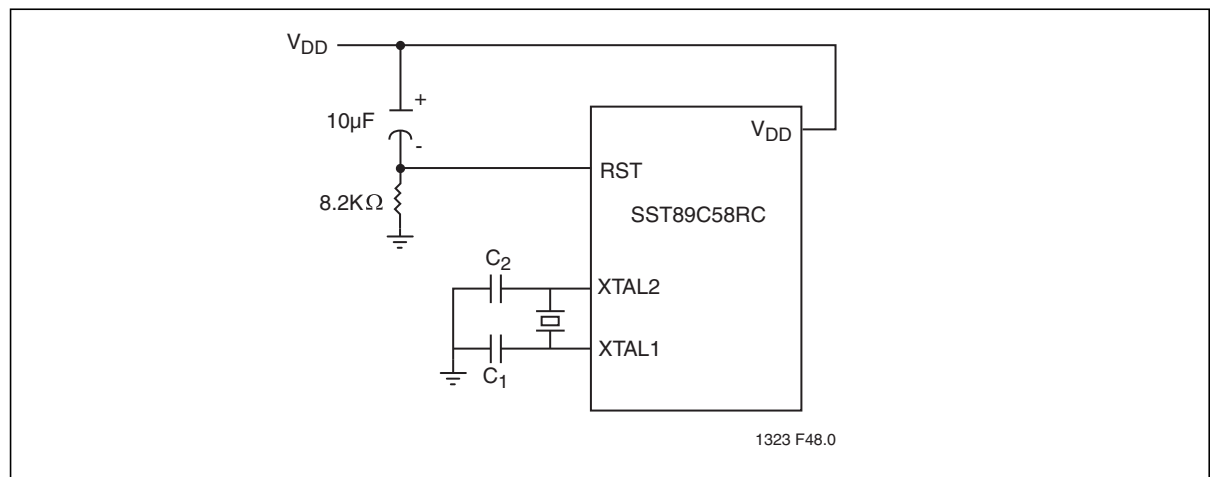 VDD
+
10µF
-
8.2KΩ
VDD
RST
SST89C58RC
C2
XTAL2
XTAL1
C1
1323 F48.0